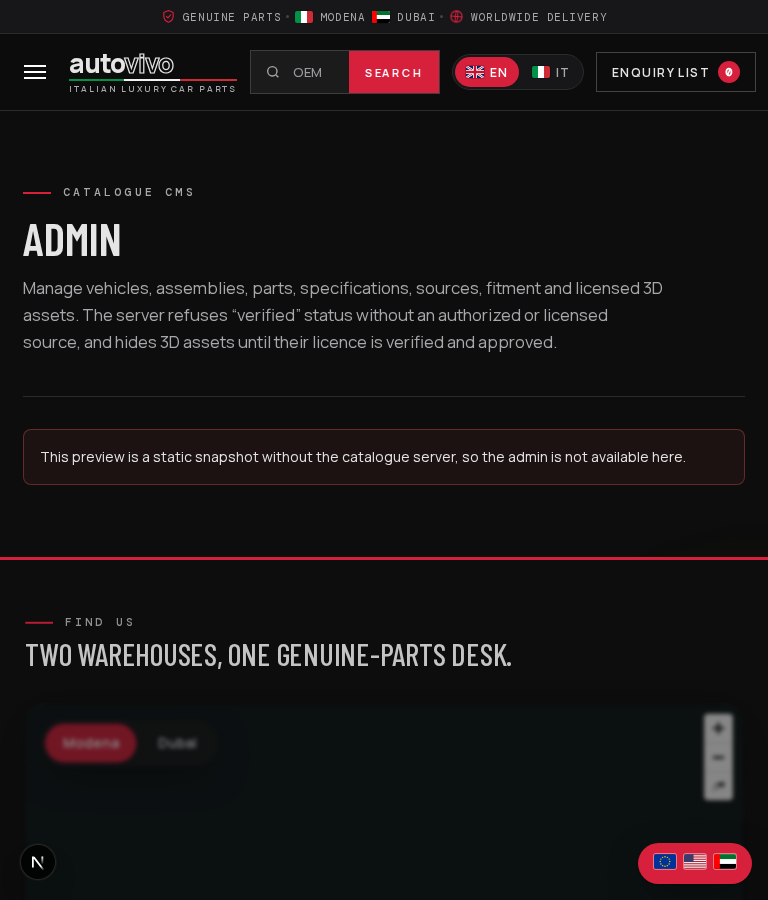 GENUINE PARTS • MODENA DUBAI • WORLDWIDE DELIVERY
autovivo
ITALIAN LUXURY CAR PARTS
OEM
SEARCH
EN
IT
ENQUIRY LIST 0
CATALOGUE CMS
ADMIN
Manage vehicles, assemblies, parts, specifications, sources, fitment and licensed 3D
assets. The server refuses “verified” status without an authorized or licensed
source, and hides 3D assets until their licence is verified and approved.
This preview is a static snapshot without the catalogue server, so the admin is not available here.
FIND US
TWO WAREHOUSES, ONE GENUINE-PARTS DESK.
Modena
Dubai
+
−
N